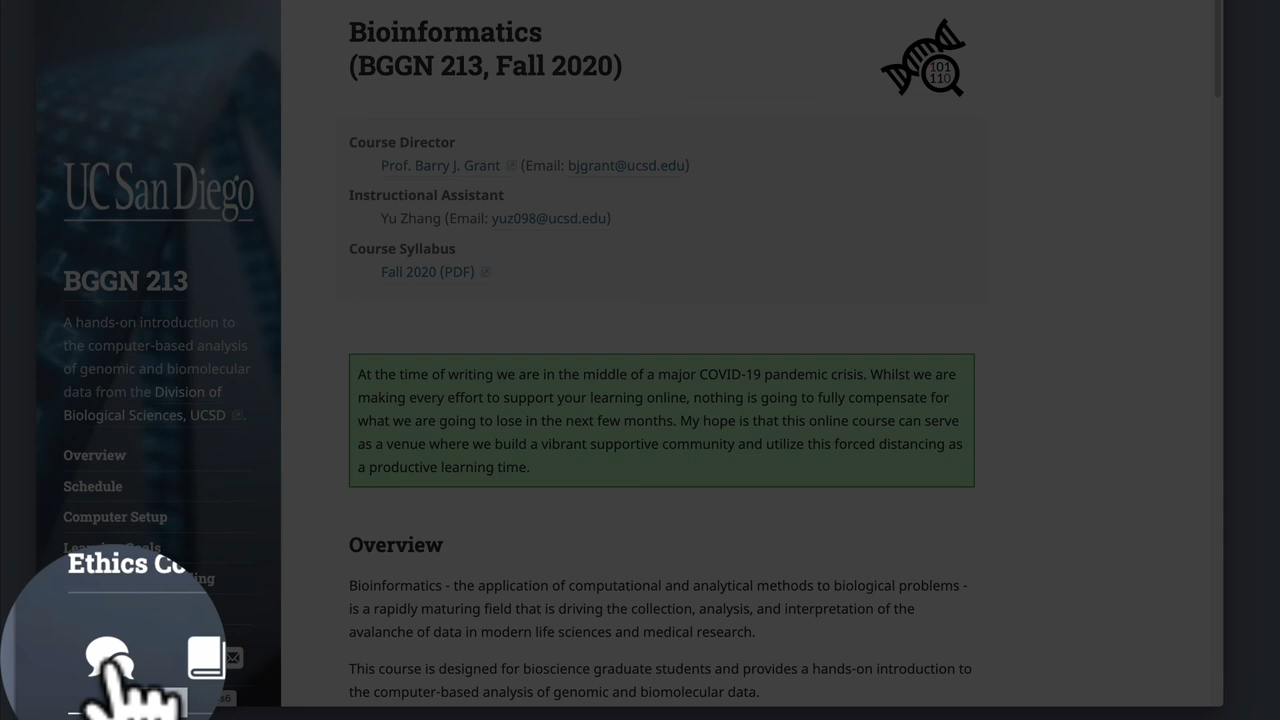 Bioinformatics
(BGGN 213, Fall 2020)
101
110
Course Director
Prof. Barry J. Grant (Email: bjgrant@ucsd.edu)
Instructional Assistant
Yu Zhang (Email: yuz098@ucsd.edu)
Course Syllabus
Fall 2020 (PDF)
UC San Diego
BGGN 213
A hands-on introduction to
the computer-based analysis
of genomic and biomolecular
data from the Division of
Biological Sciences, UCSD .
Overview
Schedule
Computer Setup
Learning Goals
Ethics
At the time of writing we are in the middle of a major COVID-19 pandemic crisis. Whilst we are
making every effort to support your learning online, nothing is going to fully compensate for
what we are going to lose in the next few months. My hope is that this online course can serve
as a venue where we build a vibrant supportive community and utilize this forced distancing as
a productive learning time.
Overview
Bioinformatics - the application of computational and analytical methods to biological problems -
is a rapidly maturing field that is driving the collection, analysis, and interpretation of the
avalanche of data in modern life sciences and medical research.
This course is designed for bioscience graduate students and provides a hands-on introduction to
the computer-based analysis of genomic and biomolecular data.